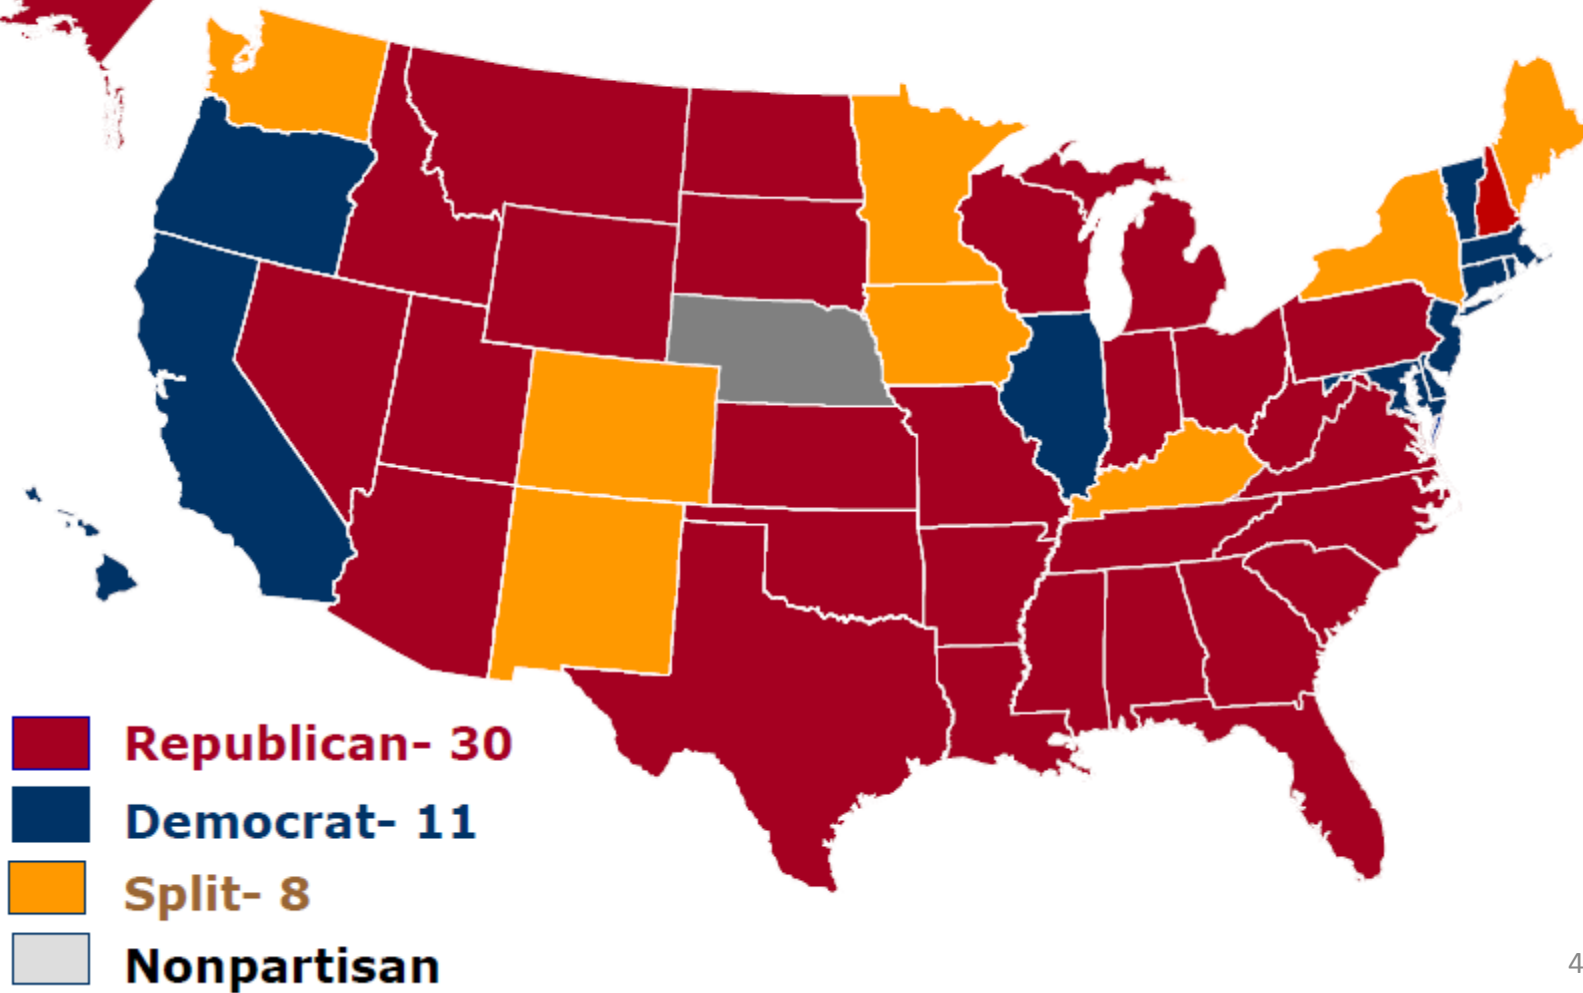 Republican- 30
Democrat- 11
Split- 8
Nonpartisan
4